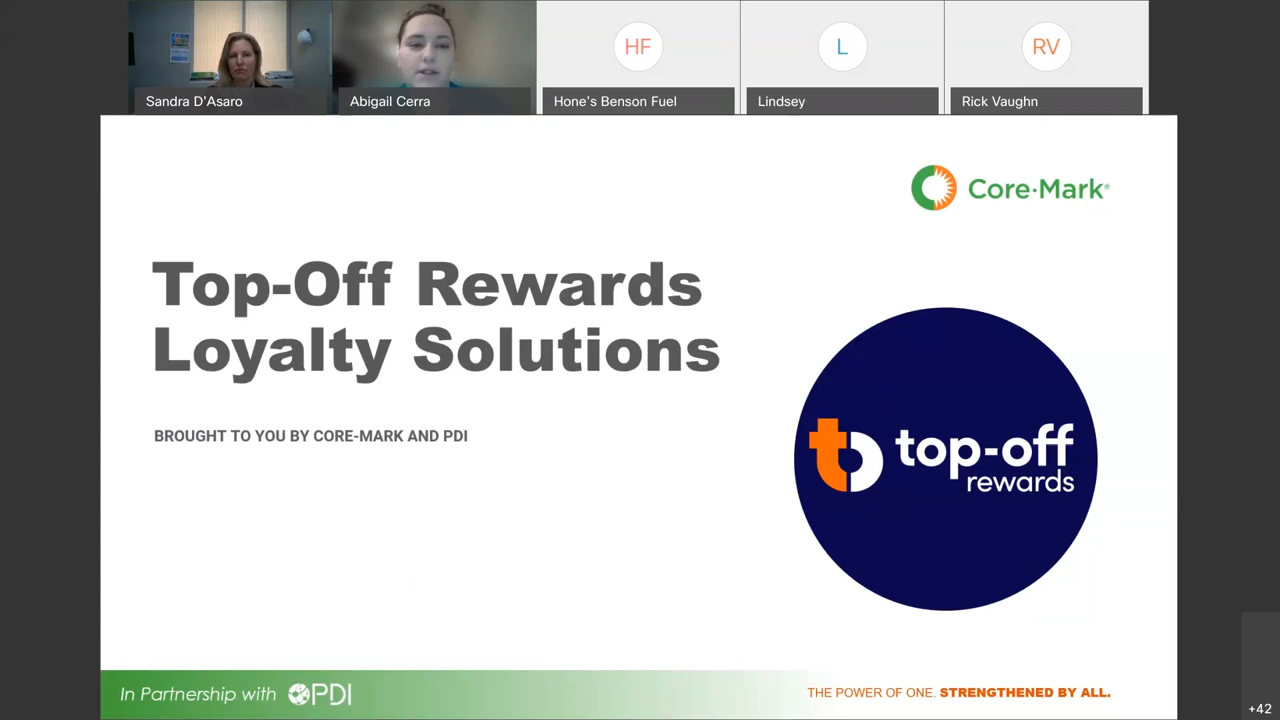 HF
L
RV
Sandra D'Asaro
Abigail Cerra
Hone's Benson Fuel
Lindsey
Rick Vaughn
Core·Mark®
Top-Off Rewards
Loyalty Solutions
BROUGHT TO YOU BY CORE-MARK AND PDI
to top-off
rewards
In Partnership with PDI
THE POWER OF ONE. STRENGTHENED BY ALL.
+42